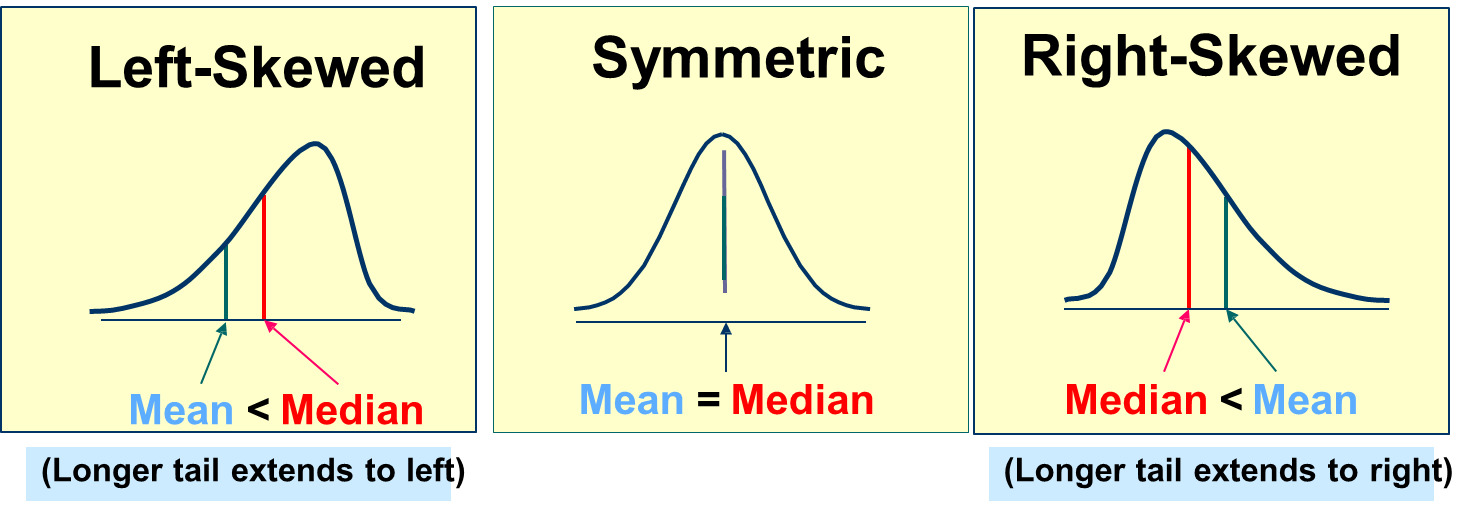 Left-Skewed
Mean < Median
(Longer tail extends to left)
Symmetric
Mean = Median
Right-Skewed
Median < Mean
(Longer tail extends to right)